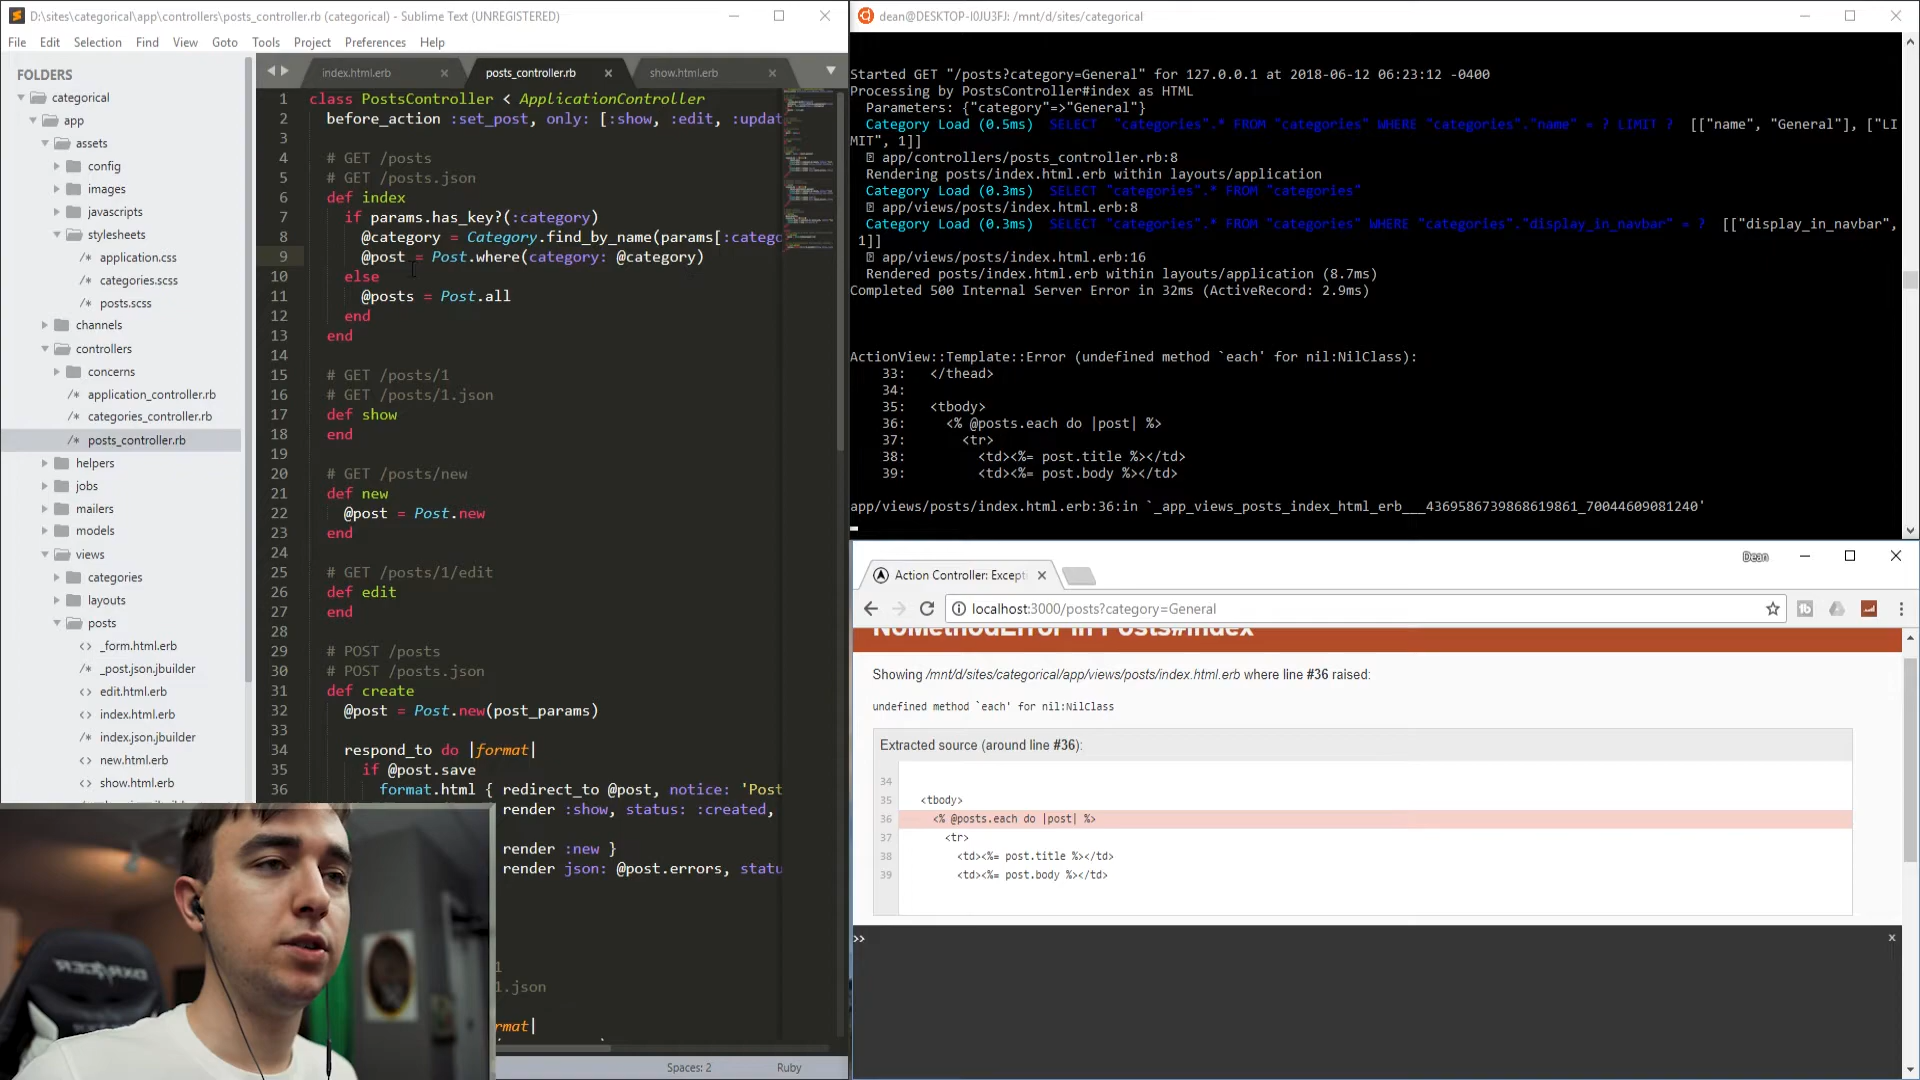 D:\sites\categorical\app\controllers\posts_controller.rb (categorical) - Sublime Text (UNREGISTERED)
File Edit Selection Find View Goto Tools Project Preferences Help
FOLDERS
categorical
app
assets
config
images
javascripts
stylesheets
application.css
categories.scss
posts.scss
channels
controllers
concerns
application_controller.rb
categories_controller.rb
posts_controller.rb
helpers
jobs
mailers
models
views
categories
layouts
posts
_form.html.erb
_post.json.jbuilder
edit.html.erb
index.html.erb
index.json.jbuilder
new.html.erb
show.html.erb
index.html.erb posts_controller.rb show.html.erb
1 class PostsController < ApplicationController
2 before_action :set_post, only: [:show, :edit, :updat
3
4 # GET /posts
5 # GET /posts.json
6 def index
7 if params.has_key?(:category)
8 @category = Category.find_by_name(params[:catego
9 @post = Post.where(category: @category)
10 else
11 @posts = Post.all
12 end
13 end
14
15 # GET /posts/1
16 # GET /posts/1.json
17 def show
18 end
19
20 # GET /posts/new
21 def new
22 @post = Post.new
23 end
24
25 # GET /posts/1/edit
26 def edit
27 end
28
29 # POST /posts
30 # POST /posts.json
31 def create
32 @post = Post.new(post_params)
33
34 respond_to do |format|
35 if @post.save
36 format.html { redirect_to @post, notice: 'Post
render :show, status: :created,
render :new }
render json: @post.errors, statu
1
1.json
rmat|
Spaces: 2 Ruby
dean@DESKTOP-I0JU3FJ: /mnt/d/sites/categorical
Started GET "/posts?category=General" for 127.0.0.1 at 2018-06-12 06:23:12 -0400
Processing by PostsController#index as HTML
Parameters: {"category"=>"General"}
Category Load (0.5ms) SELECT "categories".* FROM "categories" WHERE "categories"."name" = ? LIMIT ? [["name", "General"], ["LI
MIT", 1]]
app/controllers/posts_controller.rb:8
Rendering posts/index.html.erb within layouts/application
Category Load (0.3ms) SELECT "categories".* FROM "categories"
app/views/posts/index.html.erb:8
Category Load (0.3ms) SELECT "categories".* FROM "categories" WHERE "categories"."display_in_navbar" = ? [["display_in_navbar",
1]]
app/views/posts/index.html.erb:16
Rendered posts/index.html.erb within layouts/application (8.7ms)
Completed 500 Internal Server Error in 32ms (ActiveRecord: 2.9ms)
ActionView::Template::Error (undefined method `each' for nil:NilClass):
33: </thead>
34:
35: <tbody>
36: <% @posts.each do |post| %>
37: <tr>
38: <td><%= post.title %></td>
39: <td><%= post.body %></td>
app/views/posts/index.html.erb:36:in `_app_views_posts_index_html_erb___4369586739868619861_70044609081240'
Dean
Action Controller: Except
localhost:3000/posts?category=General
NoMethodError in Posts#index
Showing /mnt/d/sites/categorical/app/views/posts/index.html.erb where line #36 raised:
undefined method `each' for nil:NilClass
Extracted source (around line #36):
34
35 <tbody>
36 <% @posts.each do |post| %>
37 <tr>
38 <td><%= post.title %></td>
39 <td><%= post.body %></td>
>> x